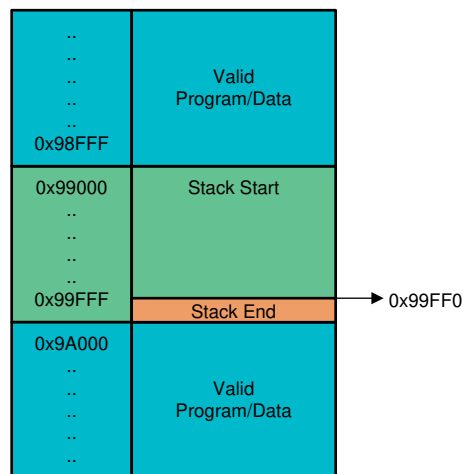 ..
..
..
..
..
0x98FFF
Valid
Program/Data
0x99000
..
..
..
..
0x99FFF
Stack Start
Stack End
0x99FF0
0x9A000
..
..
..
..
..
Valid
Program/Data